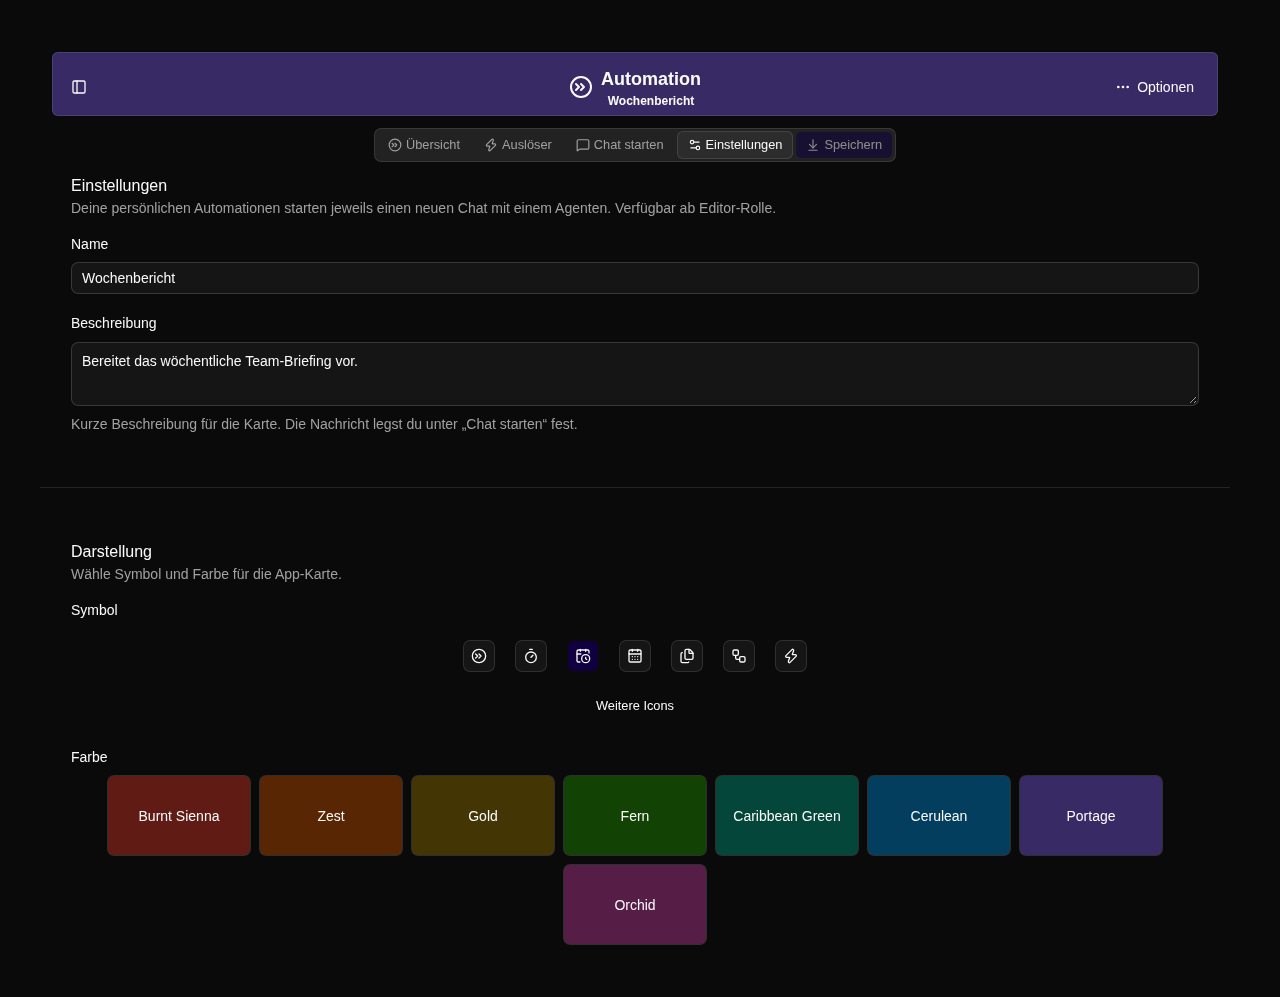 Automation
Wochenbericht
Optionen
Übersicht Auslöser Chat starten Einstellungen Speichern
Einstellungen
Deine persönlichen Automationen starten jeweils einen neuen Chat mit einem Agenten. Verfügbar ab Editor-Rolle.
Name
Wochenbericht
Beschreibung
Bereitet das wöchentliche Team-Briefing vor.
Kurze Beschreibung für die Karte. Die Nachricht legst du unter „Chat starten“ fest.
Darstellung
Wähle Symbol und Farbe für die App-Karte.
Symbol
Weitere Icons
Farbe
Burnt Sienna Zest Gold Fern Caribbean Green Cerulean Portage
Orchid